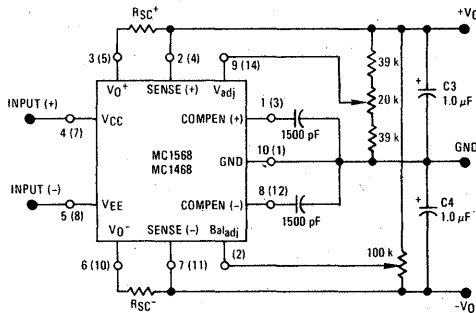 RSC+
+VO
3 (5)
2 (4)
9 (14)
VO+
SENSE (+)
Vadj
39 k
20 k
39 k
C3
1.0 µF
INPUT (+)
4 (7)
VCC
COMPEN (+)
1 (3)
1500 pF
MC1568
MC1468
GND
10 (1)
GND
INPUT (−)
5 (8)
VEE
COMPEN (−)
8 (12)
1500 pF
C4
1.0 µF
VO−
SENSE (−)
Baladj
6 (10)
7 (11)
(2)
100 k
RSC−
−VO
+
+